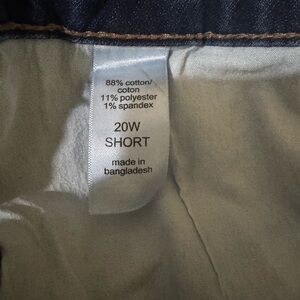 88% cotton/
coton
11% polyester
1% spandex
20W
SHORT
made in
bangladesh